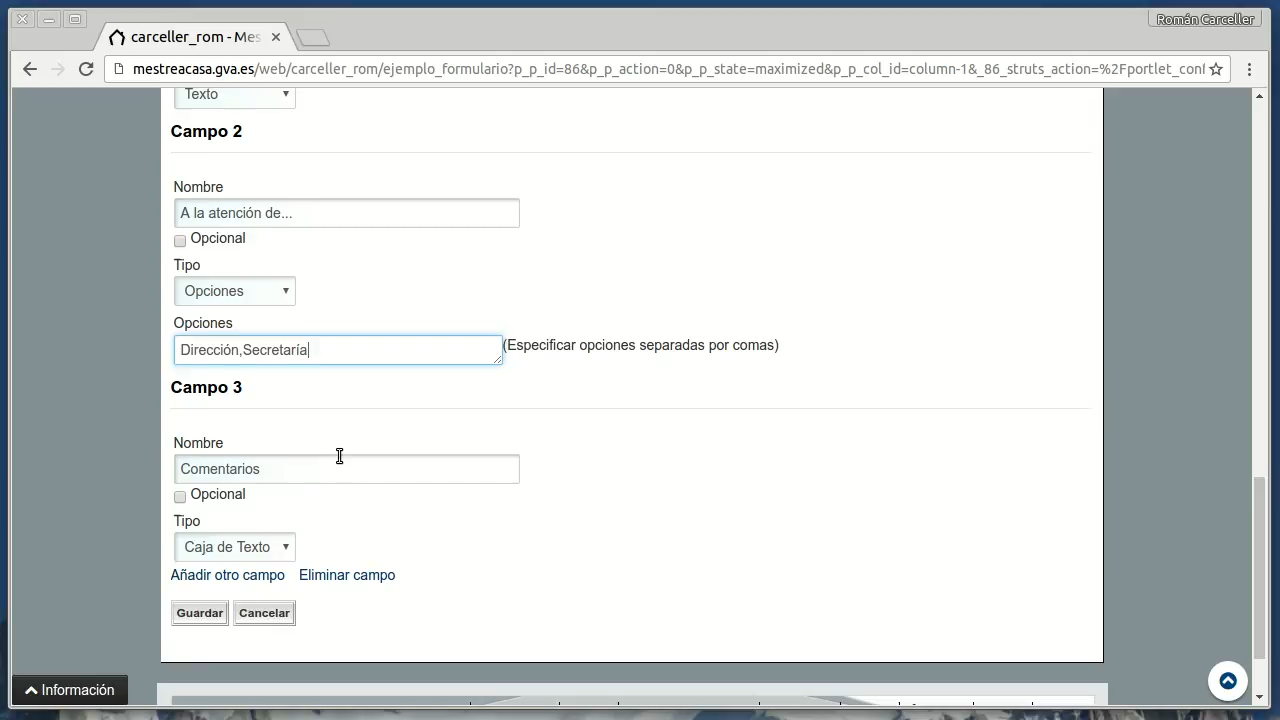 Román Carceller
carceller_rom - Mes
mestreacasa.gva.es/web/carceller_rom/ejemplo_formulario?p_p_id=86&p_p_action=0&p_p_state=maximized&p_p_col_id=column-1&_86_struts_action=%2Fportlet_conf
Texto
Campo 2
Nombre
A la atención de...
Opcional
Tipo
Opciones
Opciones
Dirección,Secretaría
(Especificar opciones separadas por comas)
Campo 3
Nombre
Comentarios
Opcional
Tipo
Caja de Texto
Añadir otro campo Eliminar campo
Guardar Cancelar
Información